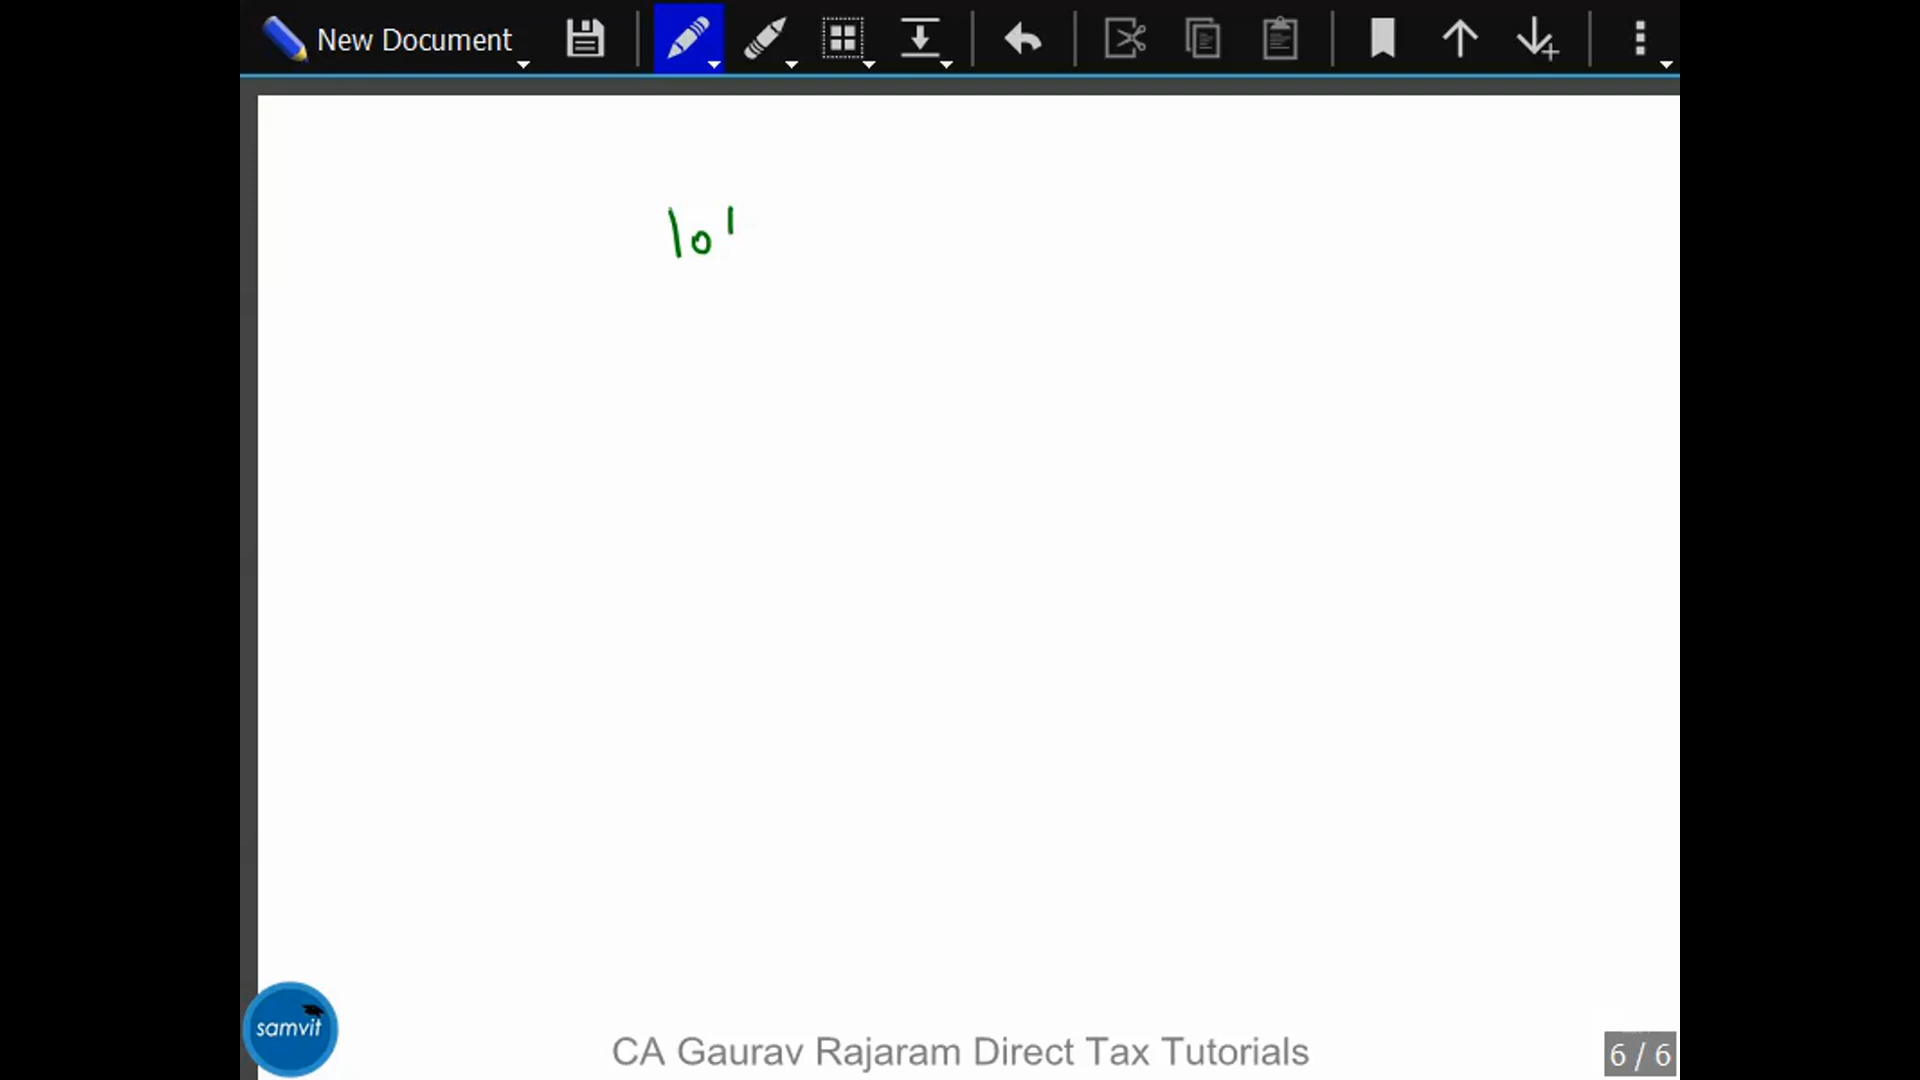 New Document
10'
samvit
CA Gaurav Rajaram Direct Tax Tutorials
6 / 6